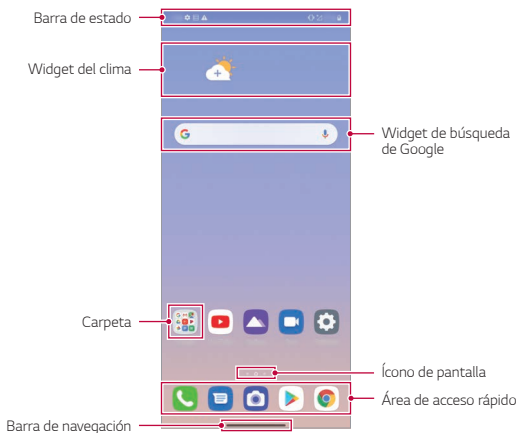 Barra de estado
Widget del clima
Widget de búsqueda
de Google
Carpeta
Ícono de pantalla
Área de acceso rápido
Barra de navegación